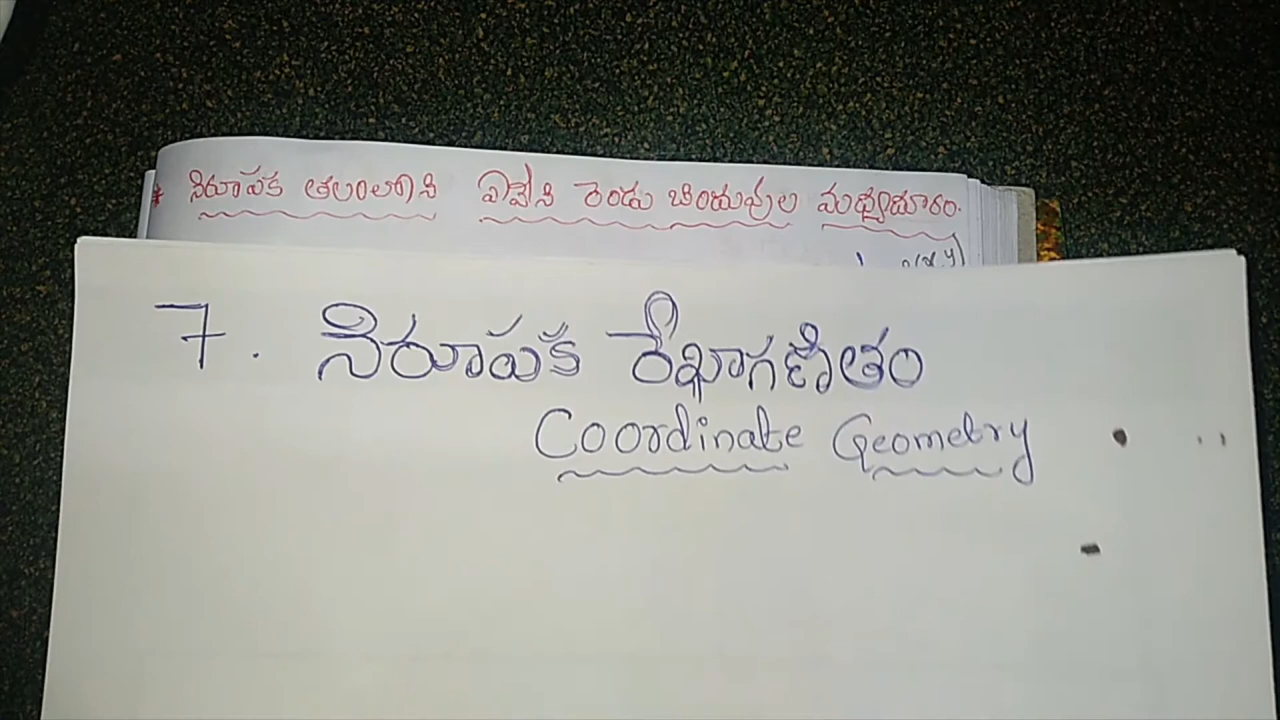 * నిరూపక తలంలోని ఏవేని రెండు బిందువుల మధ్యదూరం.
(x, y)
7. నిరూపక రేఖాగణితం
Coordinate Geometry